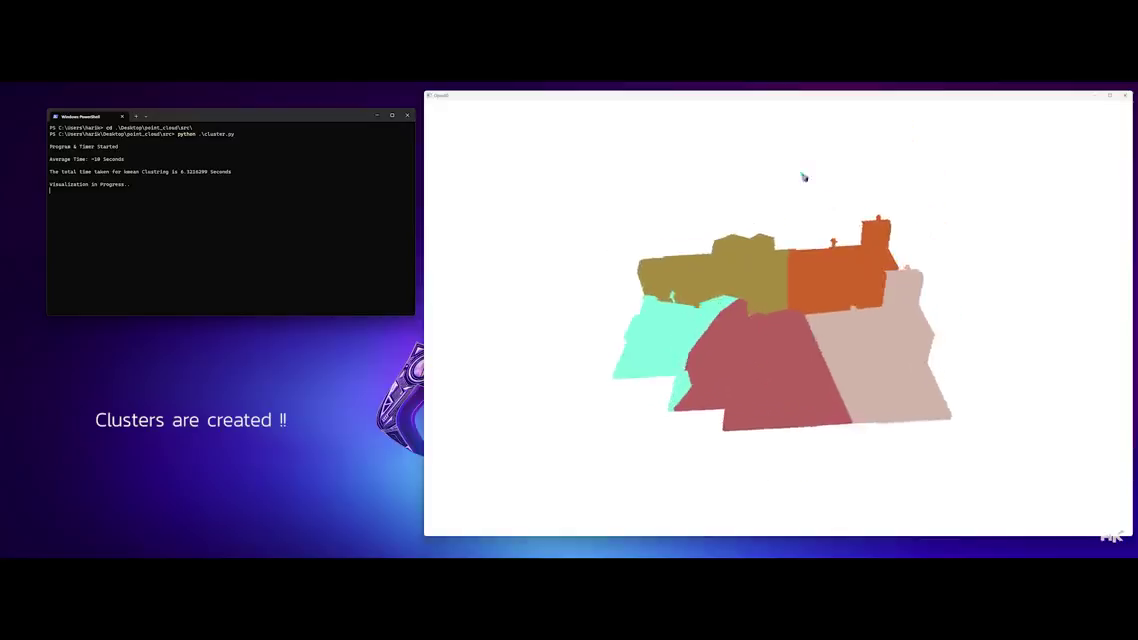 Windows PowerShell
Open3D
PS C:\Users\harik> cd .\Desktop\point_cloud\src\
PS C:\Users\harik\Desktop\point_cloud\src> python .\cluster.py
Program & Timer Started
Average Time: ~10 Seconds
The total time taken for kmean Clustring is 6.5216299 Seconds
Visualization in Progress..
Clusters are created !!
HK